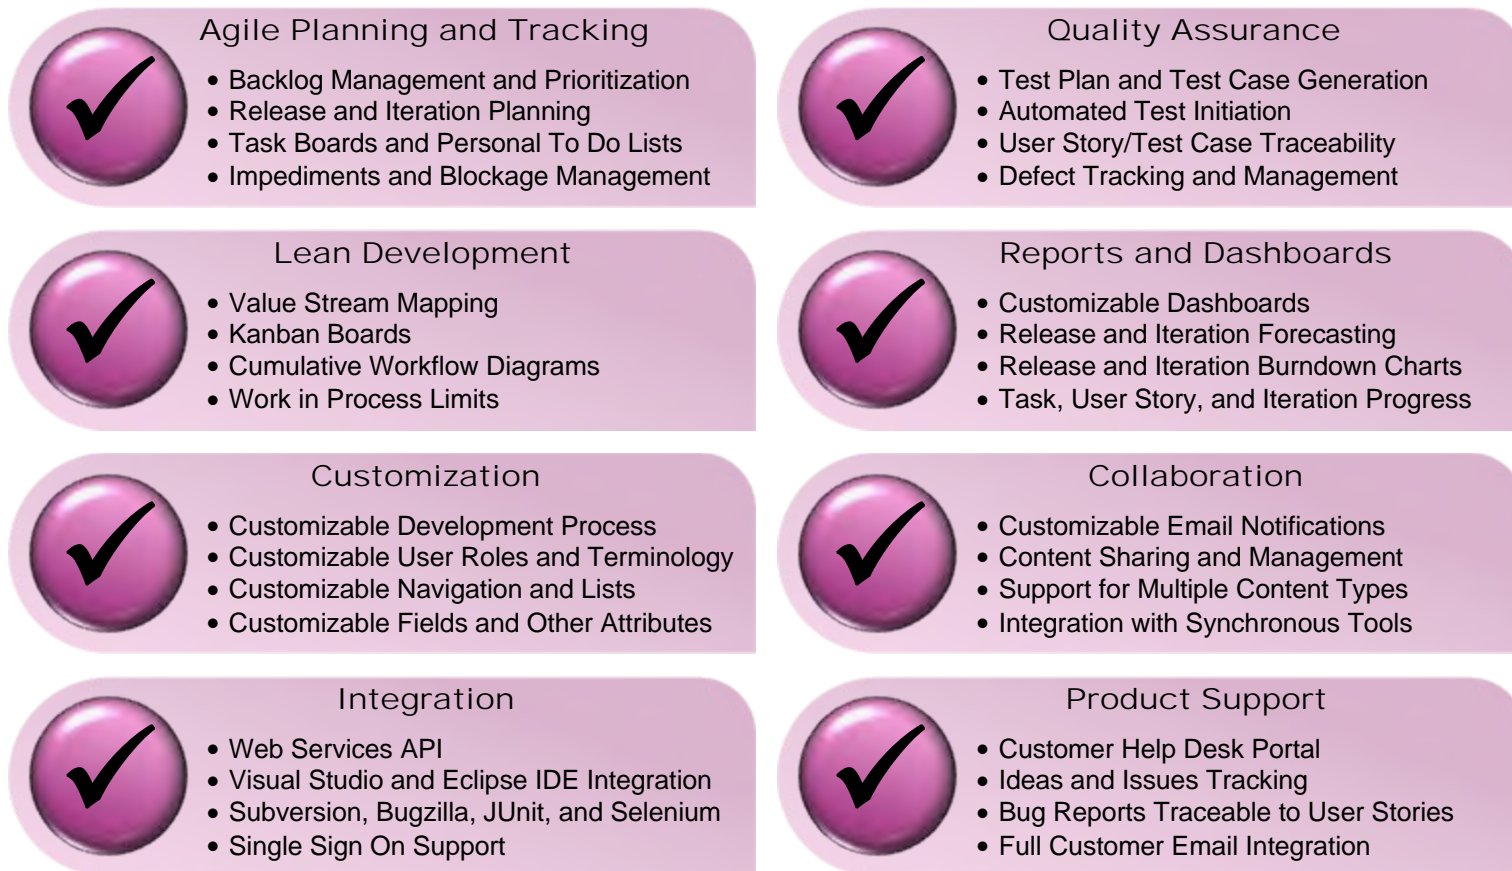 Agile Planning and Tracking
• Backlog Management and Prioritization
• Release and Iteration Planning
• Task Boards and Personal To Do Lists
• Impediments and Blockage Management
Quality Assurance
• Test Plan and Test Case Generation
• Automated Test Initiation
• User Story/Test Case Traceability
• Defect Tracking and Management
Lean Development
• Value Stream Mapping
• Kanban Boards
• Cumulative Workflow Diagrams
• Work in Process Limits
Reports and Dashboards
• Customizable Dashboards
• Release and Iteration Forecasting
• Release and Iteration Burndown Charts
• Task, User Story, and Iteration Progress
Customization
• Customizable Development Process
• Customizable User Roles and Terminology
• Customizable Navigation and Lists
• Customizable Fields and Other Attributes
Collaboration
• Customizable Email Notifications
• Content Sharing and Management
• Support for Multiple Content Types
• Integration with Synchronous Tools
Integration
• Web Services API
• Visual Studio and Eclipse IDE Integration
• Subversion, Bugzilla, JUnit, and Selenium
• Single Sign On Support
Product Support
• Customer Help Desk Portal
• Ideas and Issues Tracking
• Bug Reports Traceable to User Stories
• Full Customer Email Integration